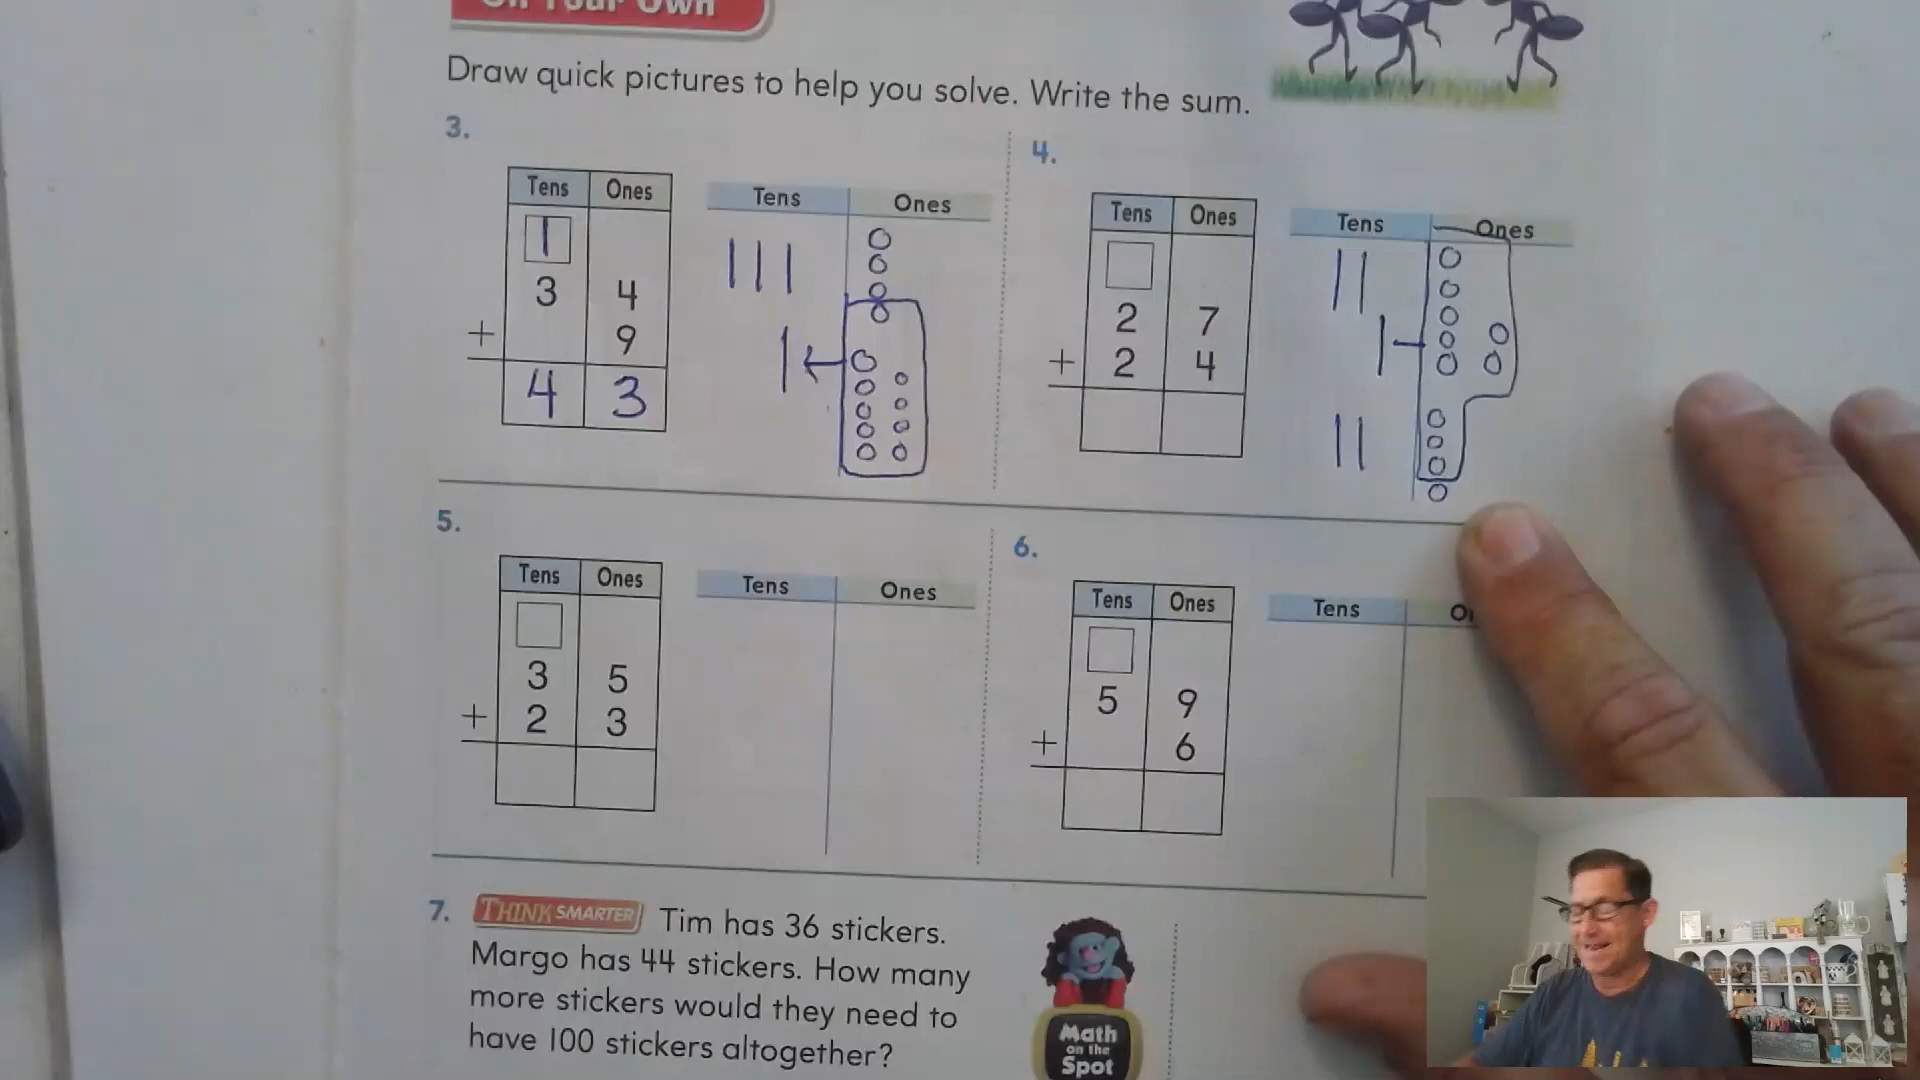 On Your Own
Draw quick pictures to help you solve. Write the sum.
3.
Tens Ones
1
3 4
+ 9
4 3
Tens Ones
4.
Tens Ones
2 7
+ 2 4
Tens Ones
5.
Tens Ones
3 5
+ 2 3
Tens Ones
6.
Tens Ones
5 9
+ 6
Tens
7. THINK SMARTER Tim has 36 stickers.
Margo has 44 stickers. How many
more stickers would they need to
have 100 stickers altogether?
Math
on the
Spot